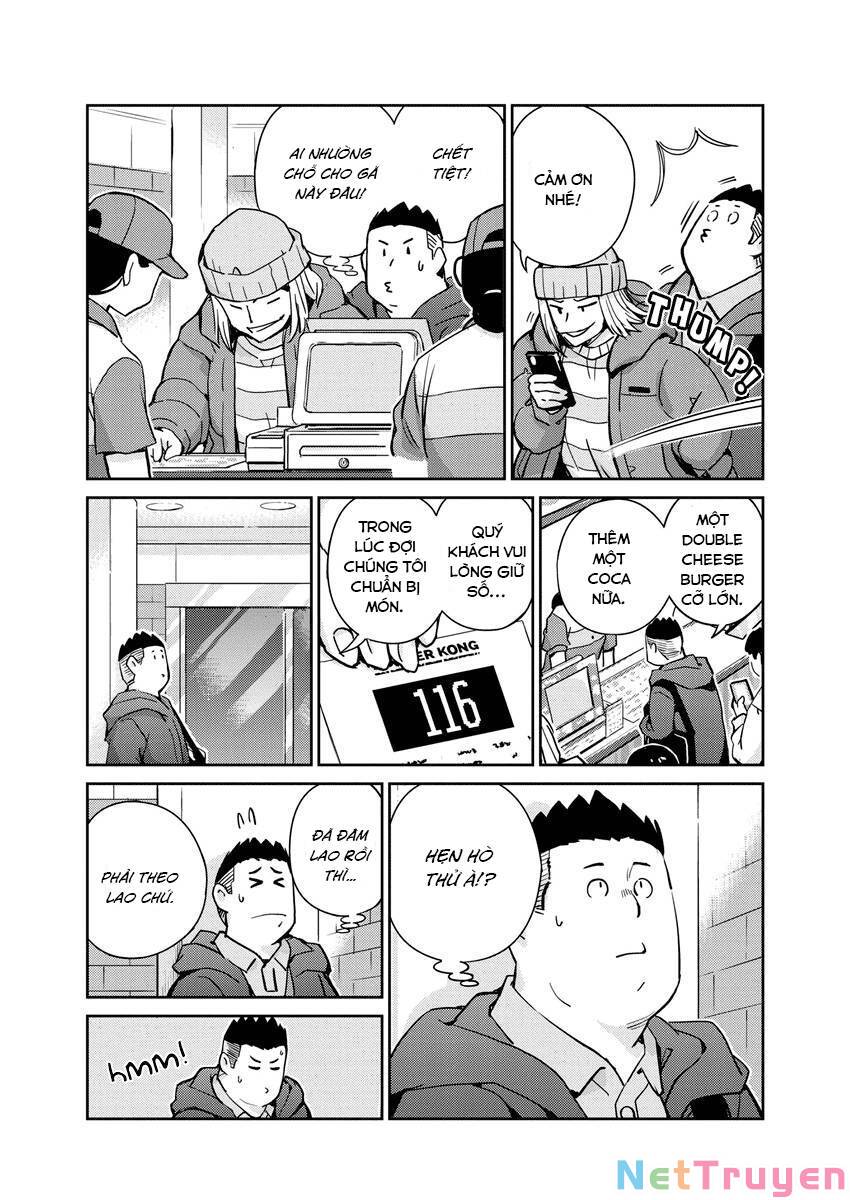 CẢM ƠN
NHÉ!
THUMP!
CHẾT
TIỆT!
AI NHƯỜNG
CHỖ CHO GÃ
NÀY ĐÂU!
MỘT
DOUBLE
CHEESE
BURGER
CỠ LỚN.
THÊM
MỘT
COCA
NỮA.
QUÝ
KHÁCH VUI
LÒNG GIỮ
SỐ...
TRONG
LÚC ĐỢI
CHÚNG TÔI
CHUẨN BỊ
MÓN.
ER KONG
116
HẸN HÒ
THỬ À!?
ĐÃ ĐÂM
LAO RỒI
THÌ...
PHẢI THEO
LAO CHỨ.
hmm!
NetTruyen